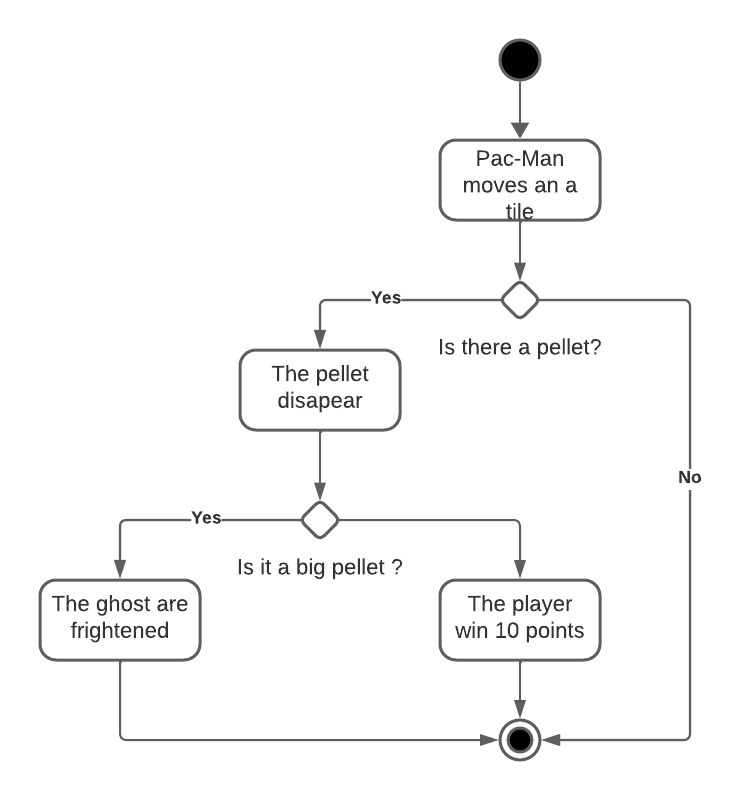 Pac-Man
moves an a
tile
Yes
Is there a pellet?
The pellet
disapear
No
Yes
Is it a big pellet ?
The ghost are
frightened
The player
win 10 points